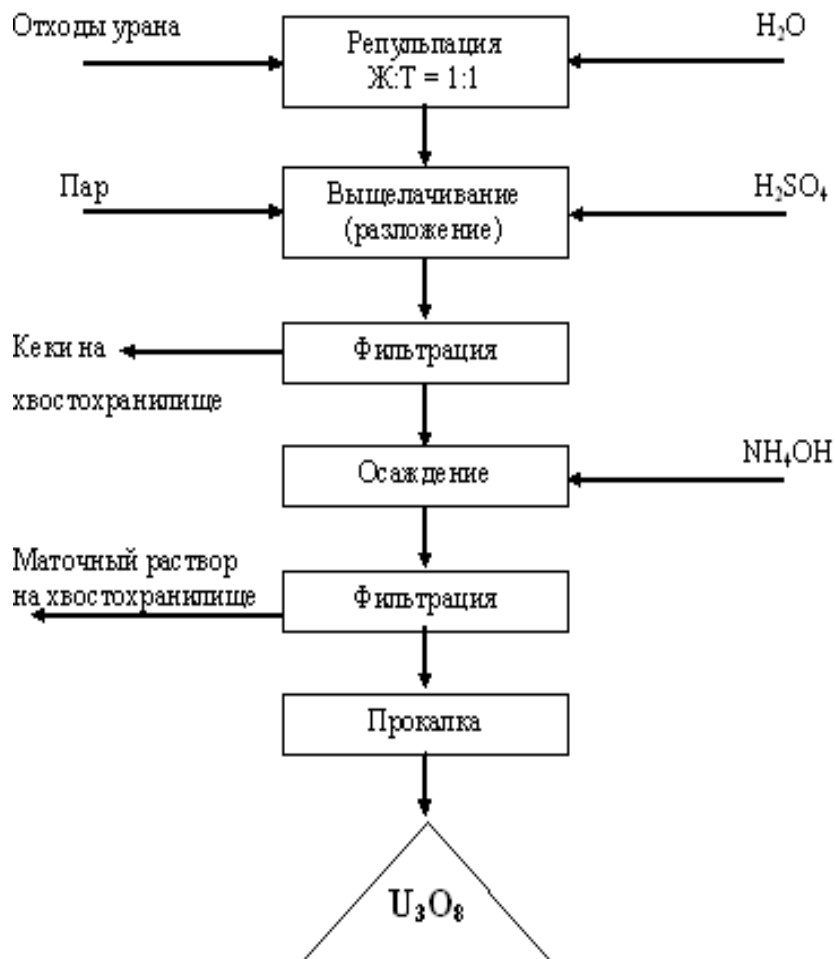 Отходы урана
Репульпация
Ж:Т = 1:1
H₂O
Пар
Выщелачивание
(разложение)
H₂SO₄
Кеки на
хвостохранилище
Фильтрация
Осаждение
NH₄OH
Маточный раствор
на хвостохранилище
Фильтрация
Прокалка
U₃O₈